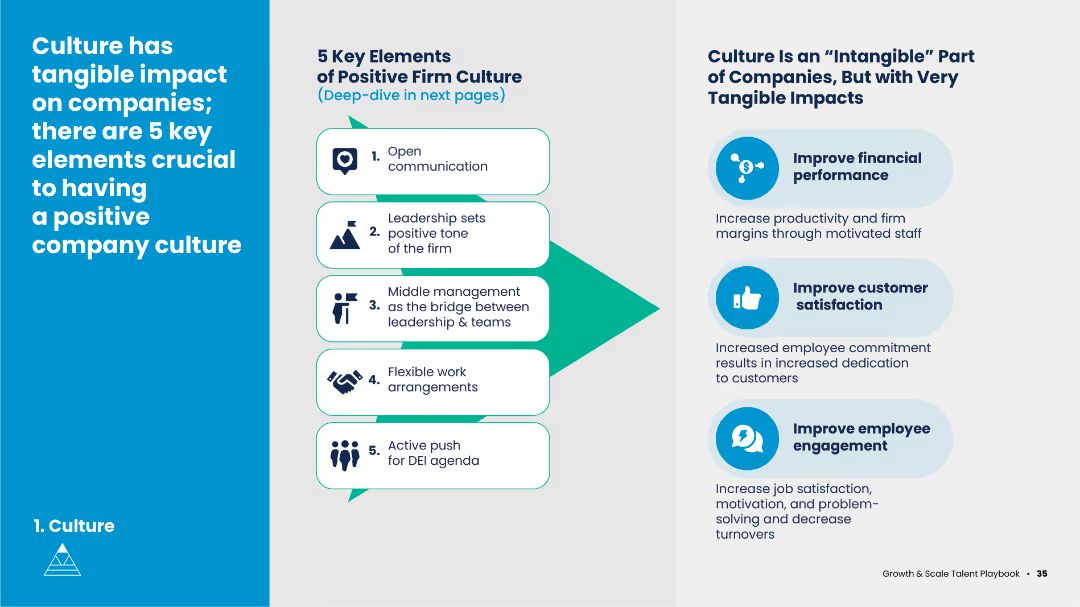 Culture has
tangible impact
on companies;
there are 5 key
elements crucial
to having
a positive
company culture
1. Culture
5 Key Elements
of Positive Firm Culture
(Deep-dive in next pages)
1. Open
communication
2. Leadership sets
positive tone
of the firm
3. Middle management
as the bridge between
leadership & teams
4. Flexible work
arrangements
5. Active push
for DEI agenda
Culture Is an “Intangible” Part
of Companies, But with Very
Tangible Impacts
Improve financial
performance
Increase productivity and firm
margins through motivated staff
Improve customer
satisfaction
Increased employee commitment
results in increased dedication
to customers
Improve employee
engagement
Increase job satisfaction,
motivation, and problem-
solving and decrease
turnovers
Growth & Scale Talent Playbook • 35